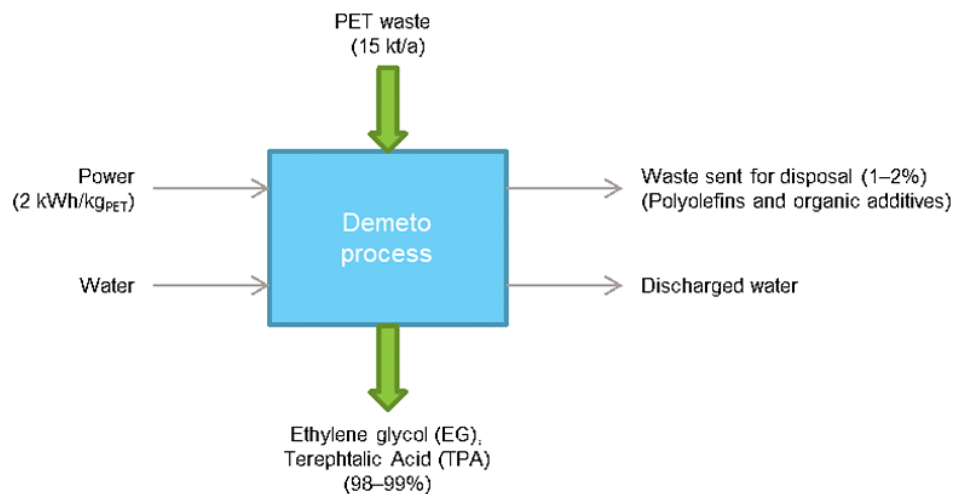 PET waste
(15 kt/a)
Power
(2 kWh/kgPET)
Water
Demeto
process
Waste sent for disposal (1–2%)
(Polyolefins and organic additives)
Discharged water
Ethylene glycol (EG),
Terephtalic Acid (TPA)
(98–99%)